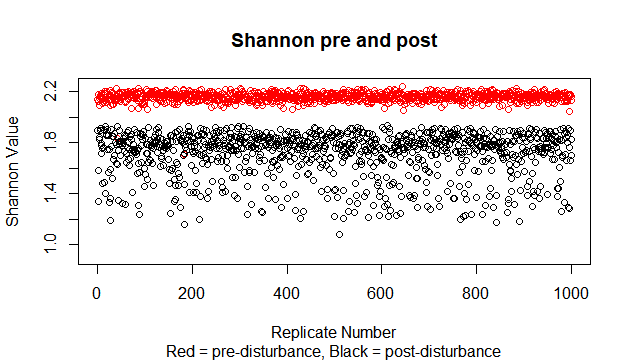 Shannon pre and post
Shannon Value
2.2
1.8
1.4
1.0
0 200 400 600 800 1000
Replicate Number
Red = pre-disturbance, Black = post-disturbance